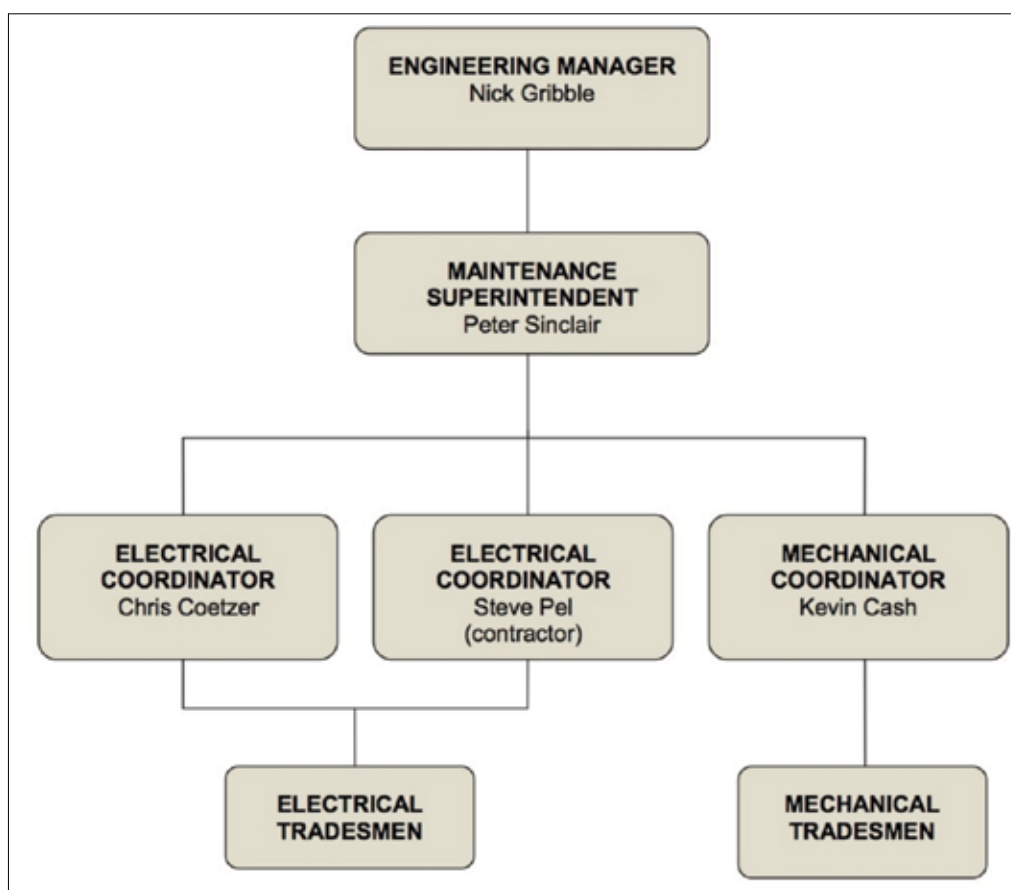 ENGINEERING MANAGER
Nick Gribble
MAINTENANCE
SUPERINTENDENT
Peter Sinclair
ELECTRICAL
COORDINATOR
Chris Coetzer
ELECTRICAL
COORDINATOR
Steve Pel
(contractor)
MECHANICAL
COORDINATOR
Kevin Cash
ELECTRICAL
TRADESMEN
MECHANICAL
TRADESMEN